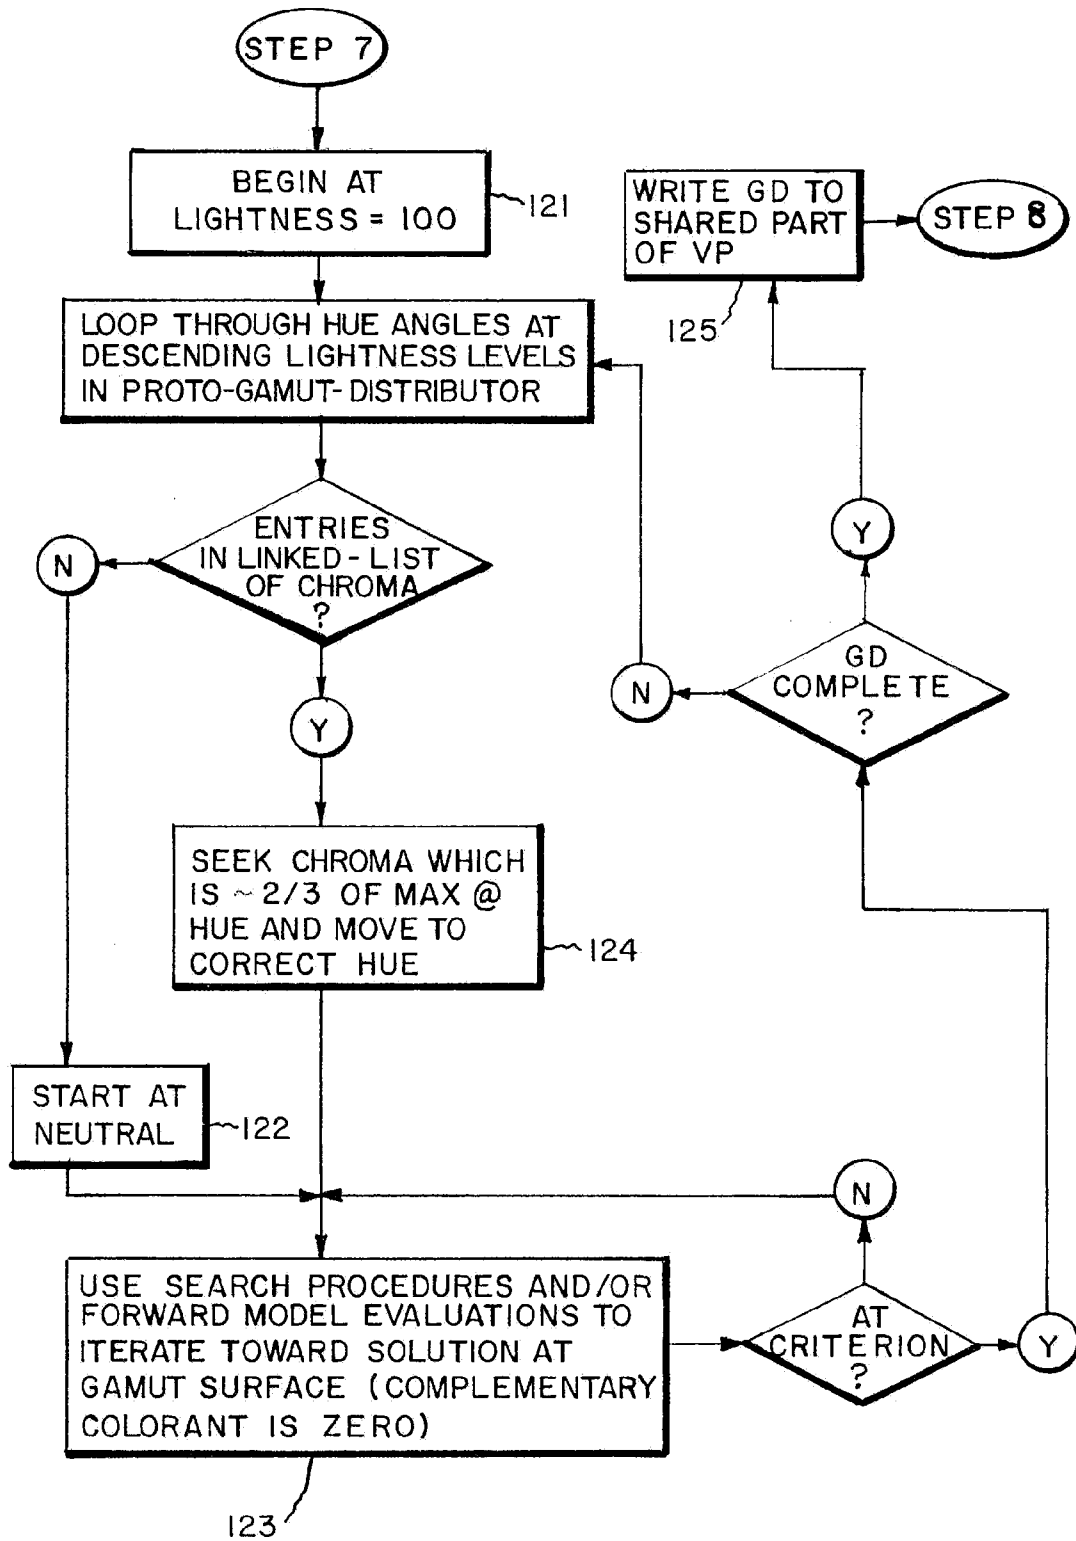 STEP 7
BEGIN AT
LIGHTNESS = 100
121
LOOP THROUGH HUE ANGLES AT
DESCENDING LIGHTNESS LEVELS
IN PROTO-GAMUT-DISTRIBUTOR
ENTRIES
IN LINKED-LIST
OF CHROMA
?
N
Y
SEEK CHROMA WHICH
IS ~ 2/3 OF MAX @
HUE AND MOVE TO
CORRECT HUE
124
START AT
NEUTRAL
122
USE SEARCH PROCEDURES AND/OR
FORWARD MODEL EVALUATIONS TO
ITERATE TOWARD SOLUTION AT
GAMUT SURFACE (COMPLEMENTARY
COLORANT IS ZERO)
123
AT
CRITERION
?
N
Y
GD
COMPLETE
?
N
Y
WRITE GD TO
SHARED PART
OF VP
125
STEP 8